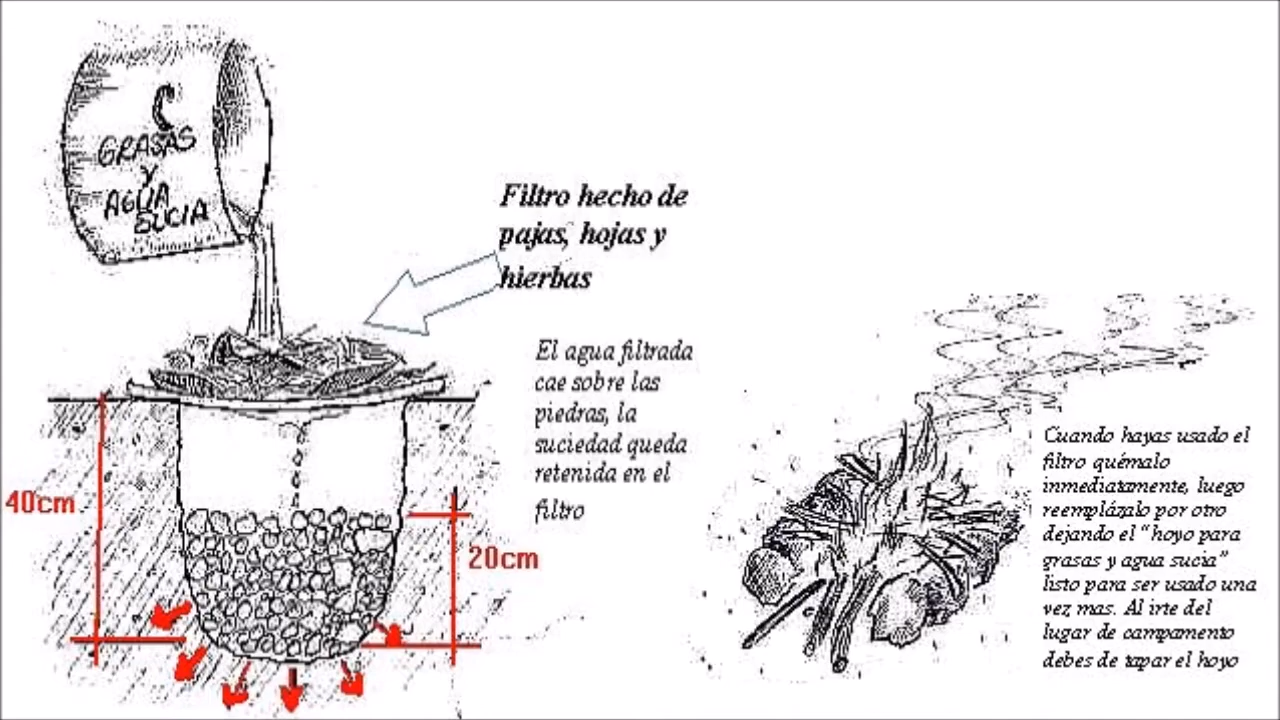 GRASAS
Y
AGUA
SUCIA
Filtro hecho de
pajas, hojas y
hierbas
El agua filtrada
cae sobre las
piedras, la
suciedad queda
retenida en el
filtro
40cm
20cm
Cuando hayas usado el
filtro quémalo
inmediatamente, luego
reemplázalo por otro
dejando el "hoyo para
grasas y agua sucia"
listo para ser usado una
vez mas. Al irte del
lugar de campamento
debes de tapar el hoyo